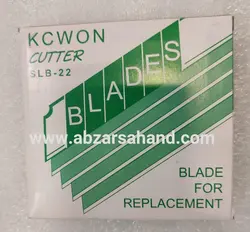 KCWON
CUTTER
SLB-22
BLADES
www.abzarsahand.com
BLADE
FOR
REPLACEMENT